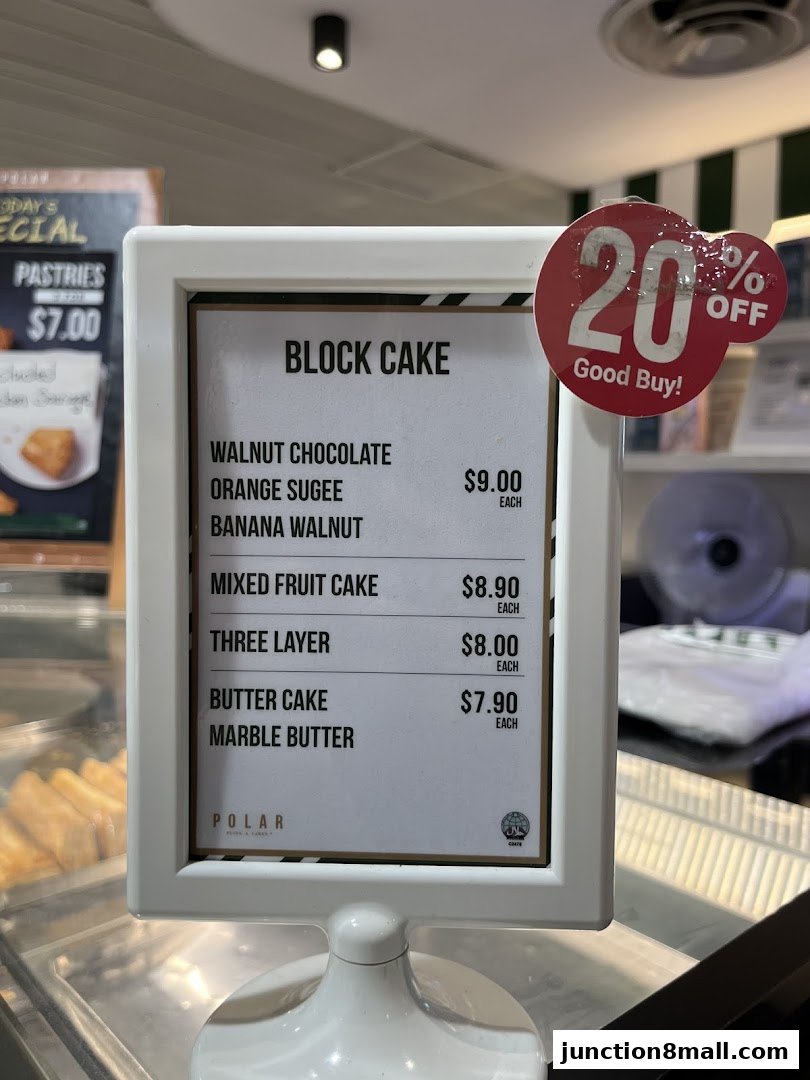 TODAY'S
SPECIAL
PASTRIES
$7.00
BLOCK CAKE
WALNUT CHOCOLATE
ORANGE SUGEE
BANANA WALNUT
$9.00
EACH
MIXED FRUIT CAKE
$8.90
EACH
THREE LAYER
$8.00
EACH
BUTTER CAKE
$7.90
EACH
MARBLE BUTTER
POLAR
20% OFF
Good Buy!
junction8mall.com